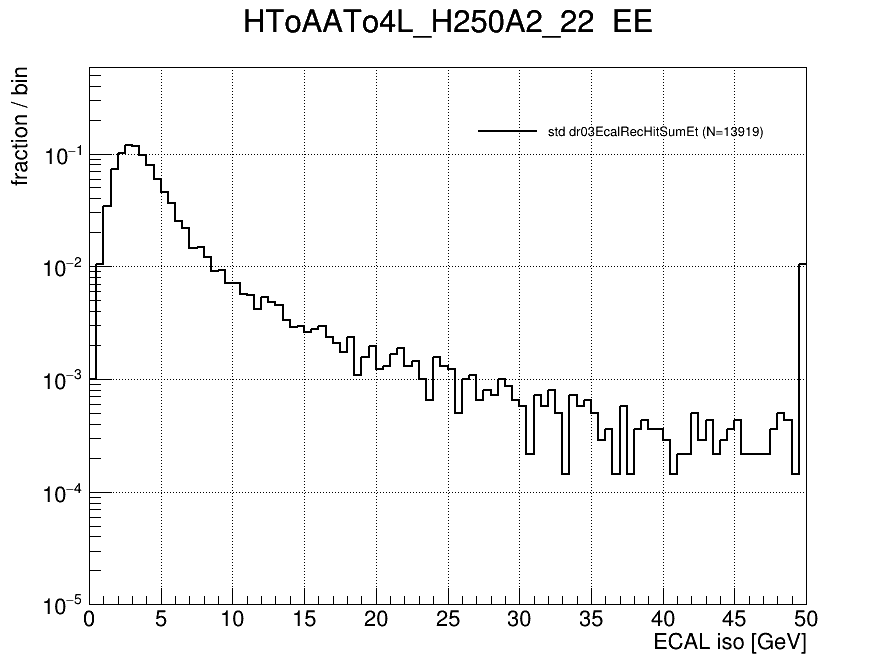 HToAATo4L_H250A2_22 EE
fraction / bin
std dr03EcalRecHitSumEt (N=13919)
10⁻¹
10⁻²
10⁻³
10⁻⁴
10⁻⁵
0 5 10 15 20 25 30 35 40 45 50
ECAL iso [GeV]